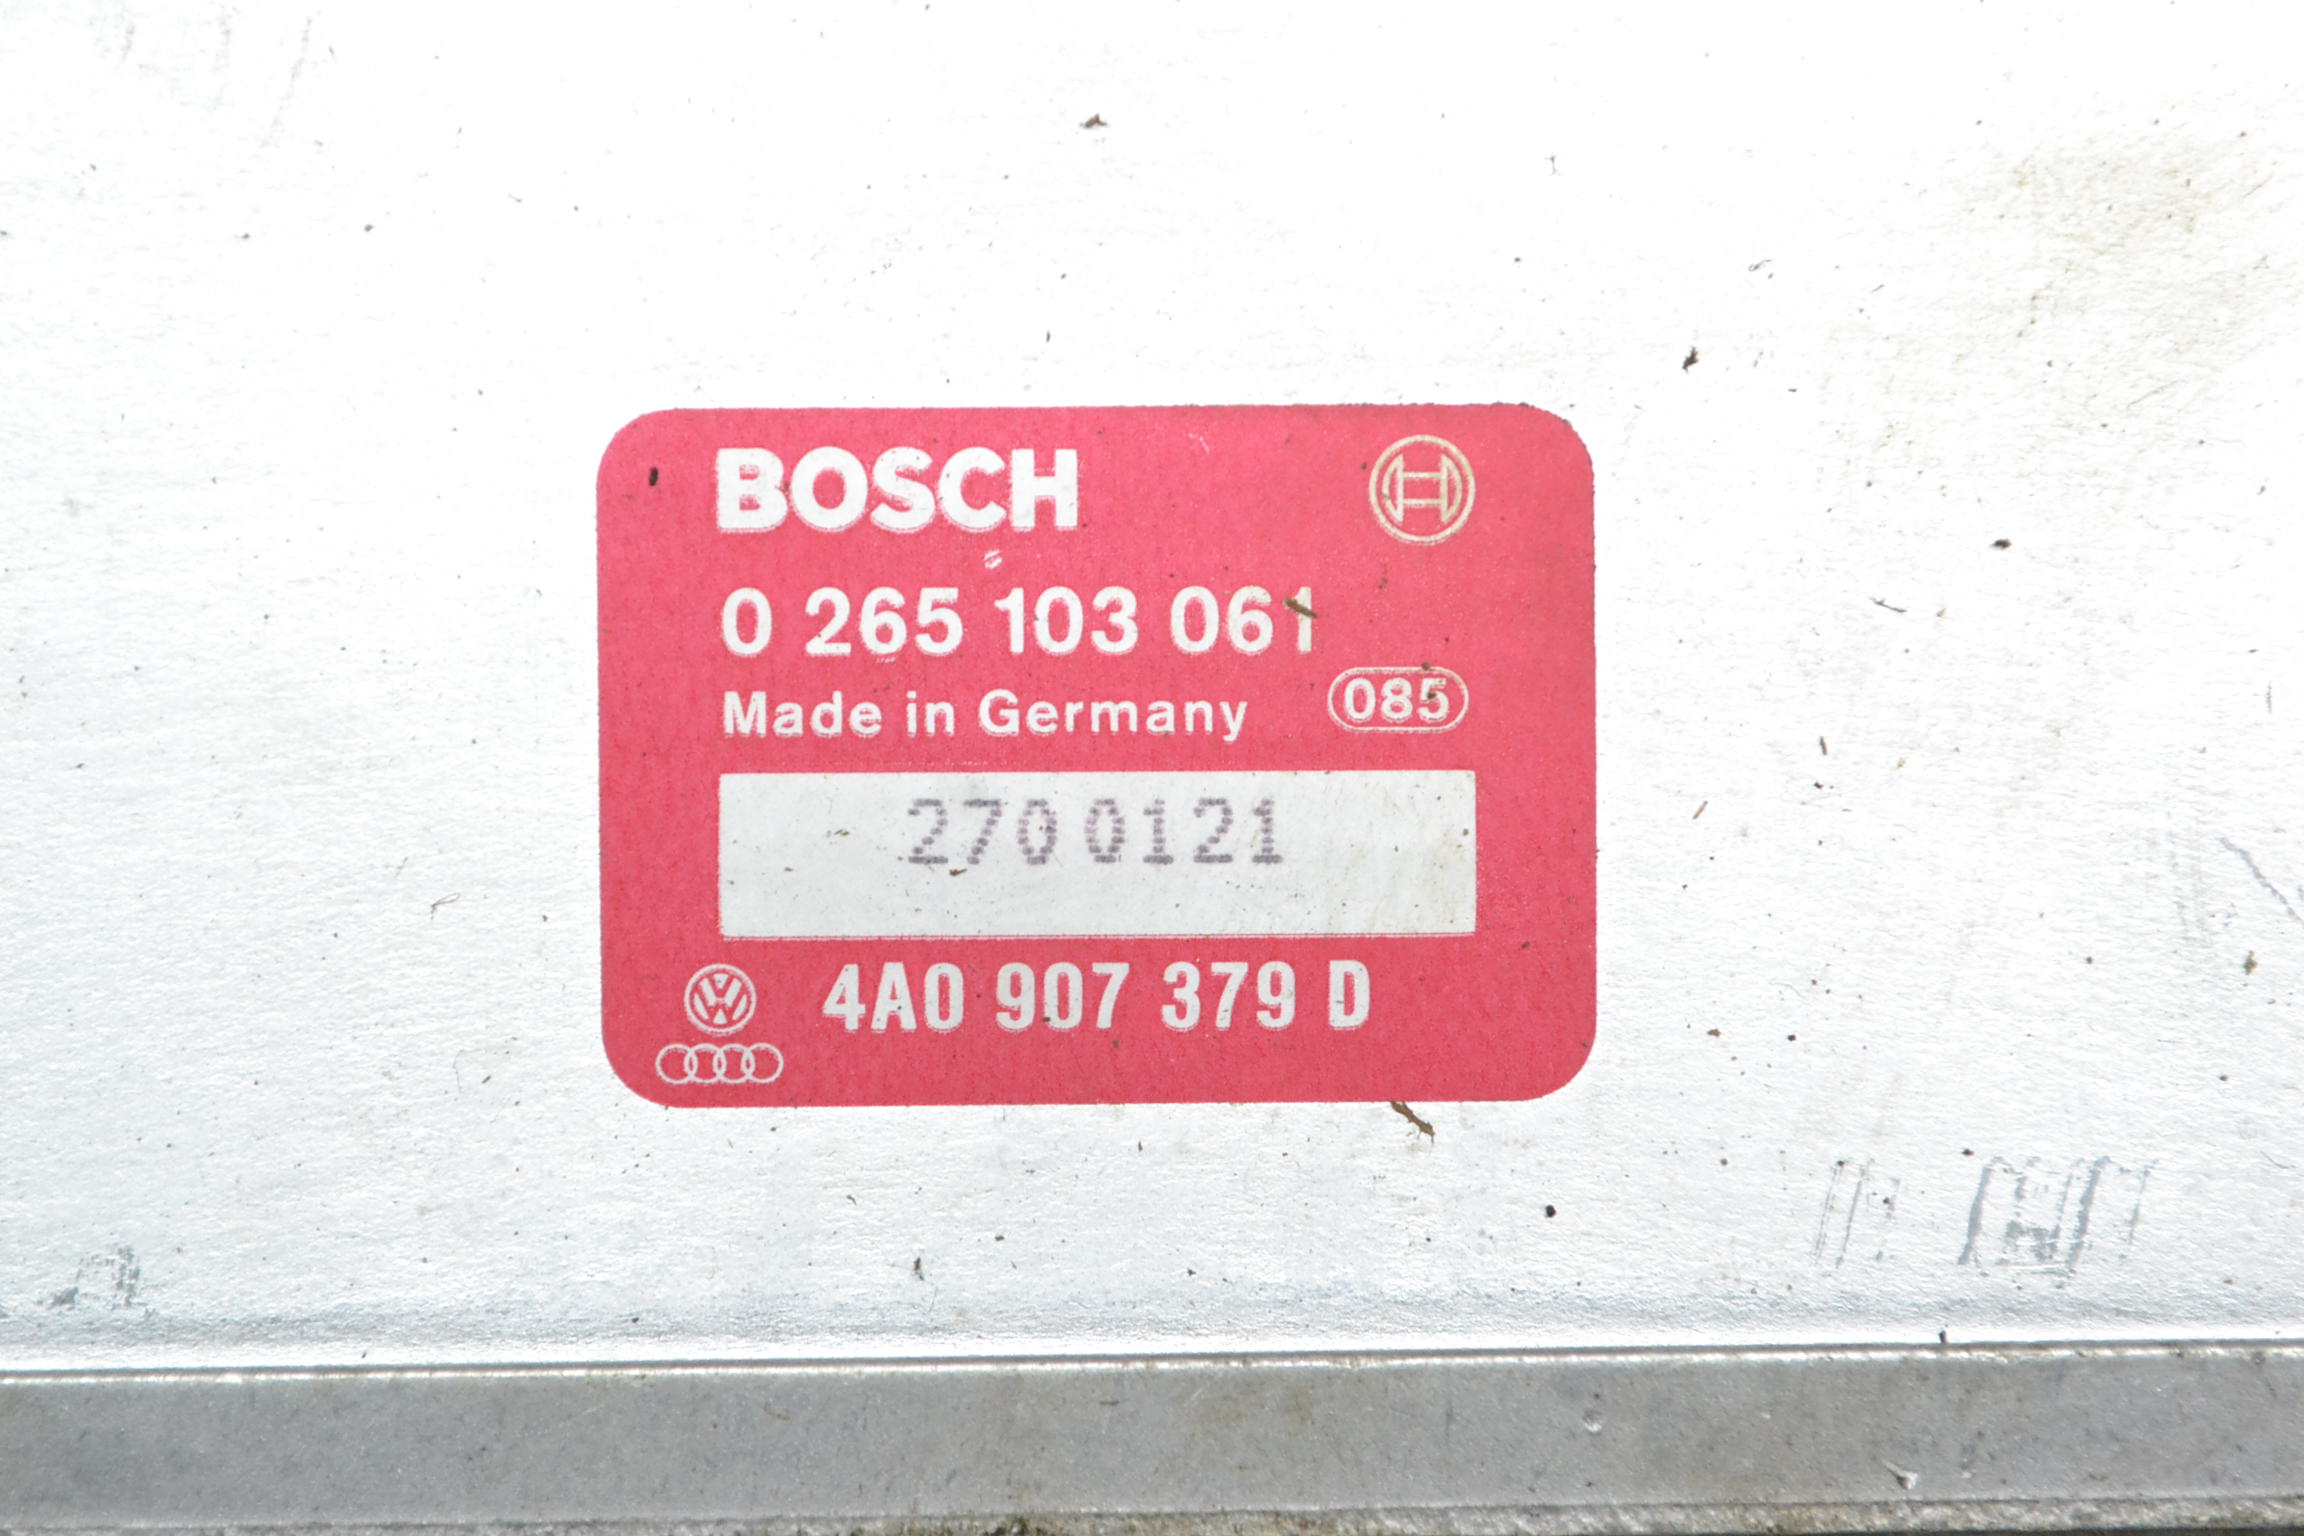 BOSCH
0 265 103 061
Made in Germany 085
2700121
4A0 907 379 D